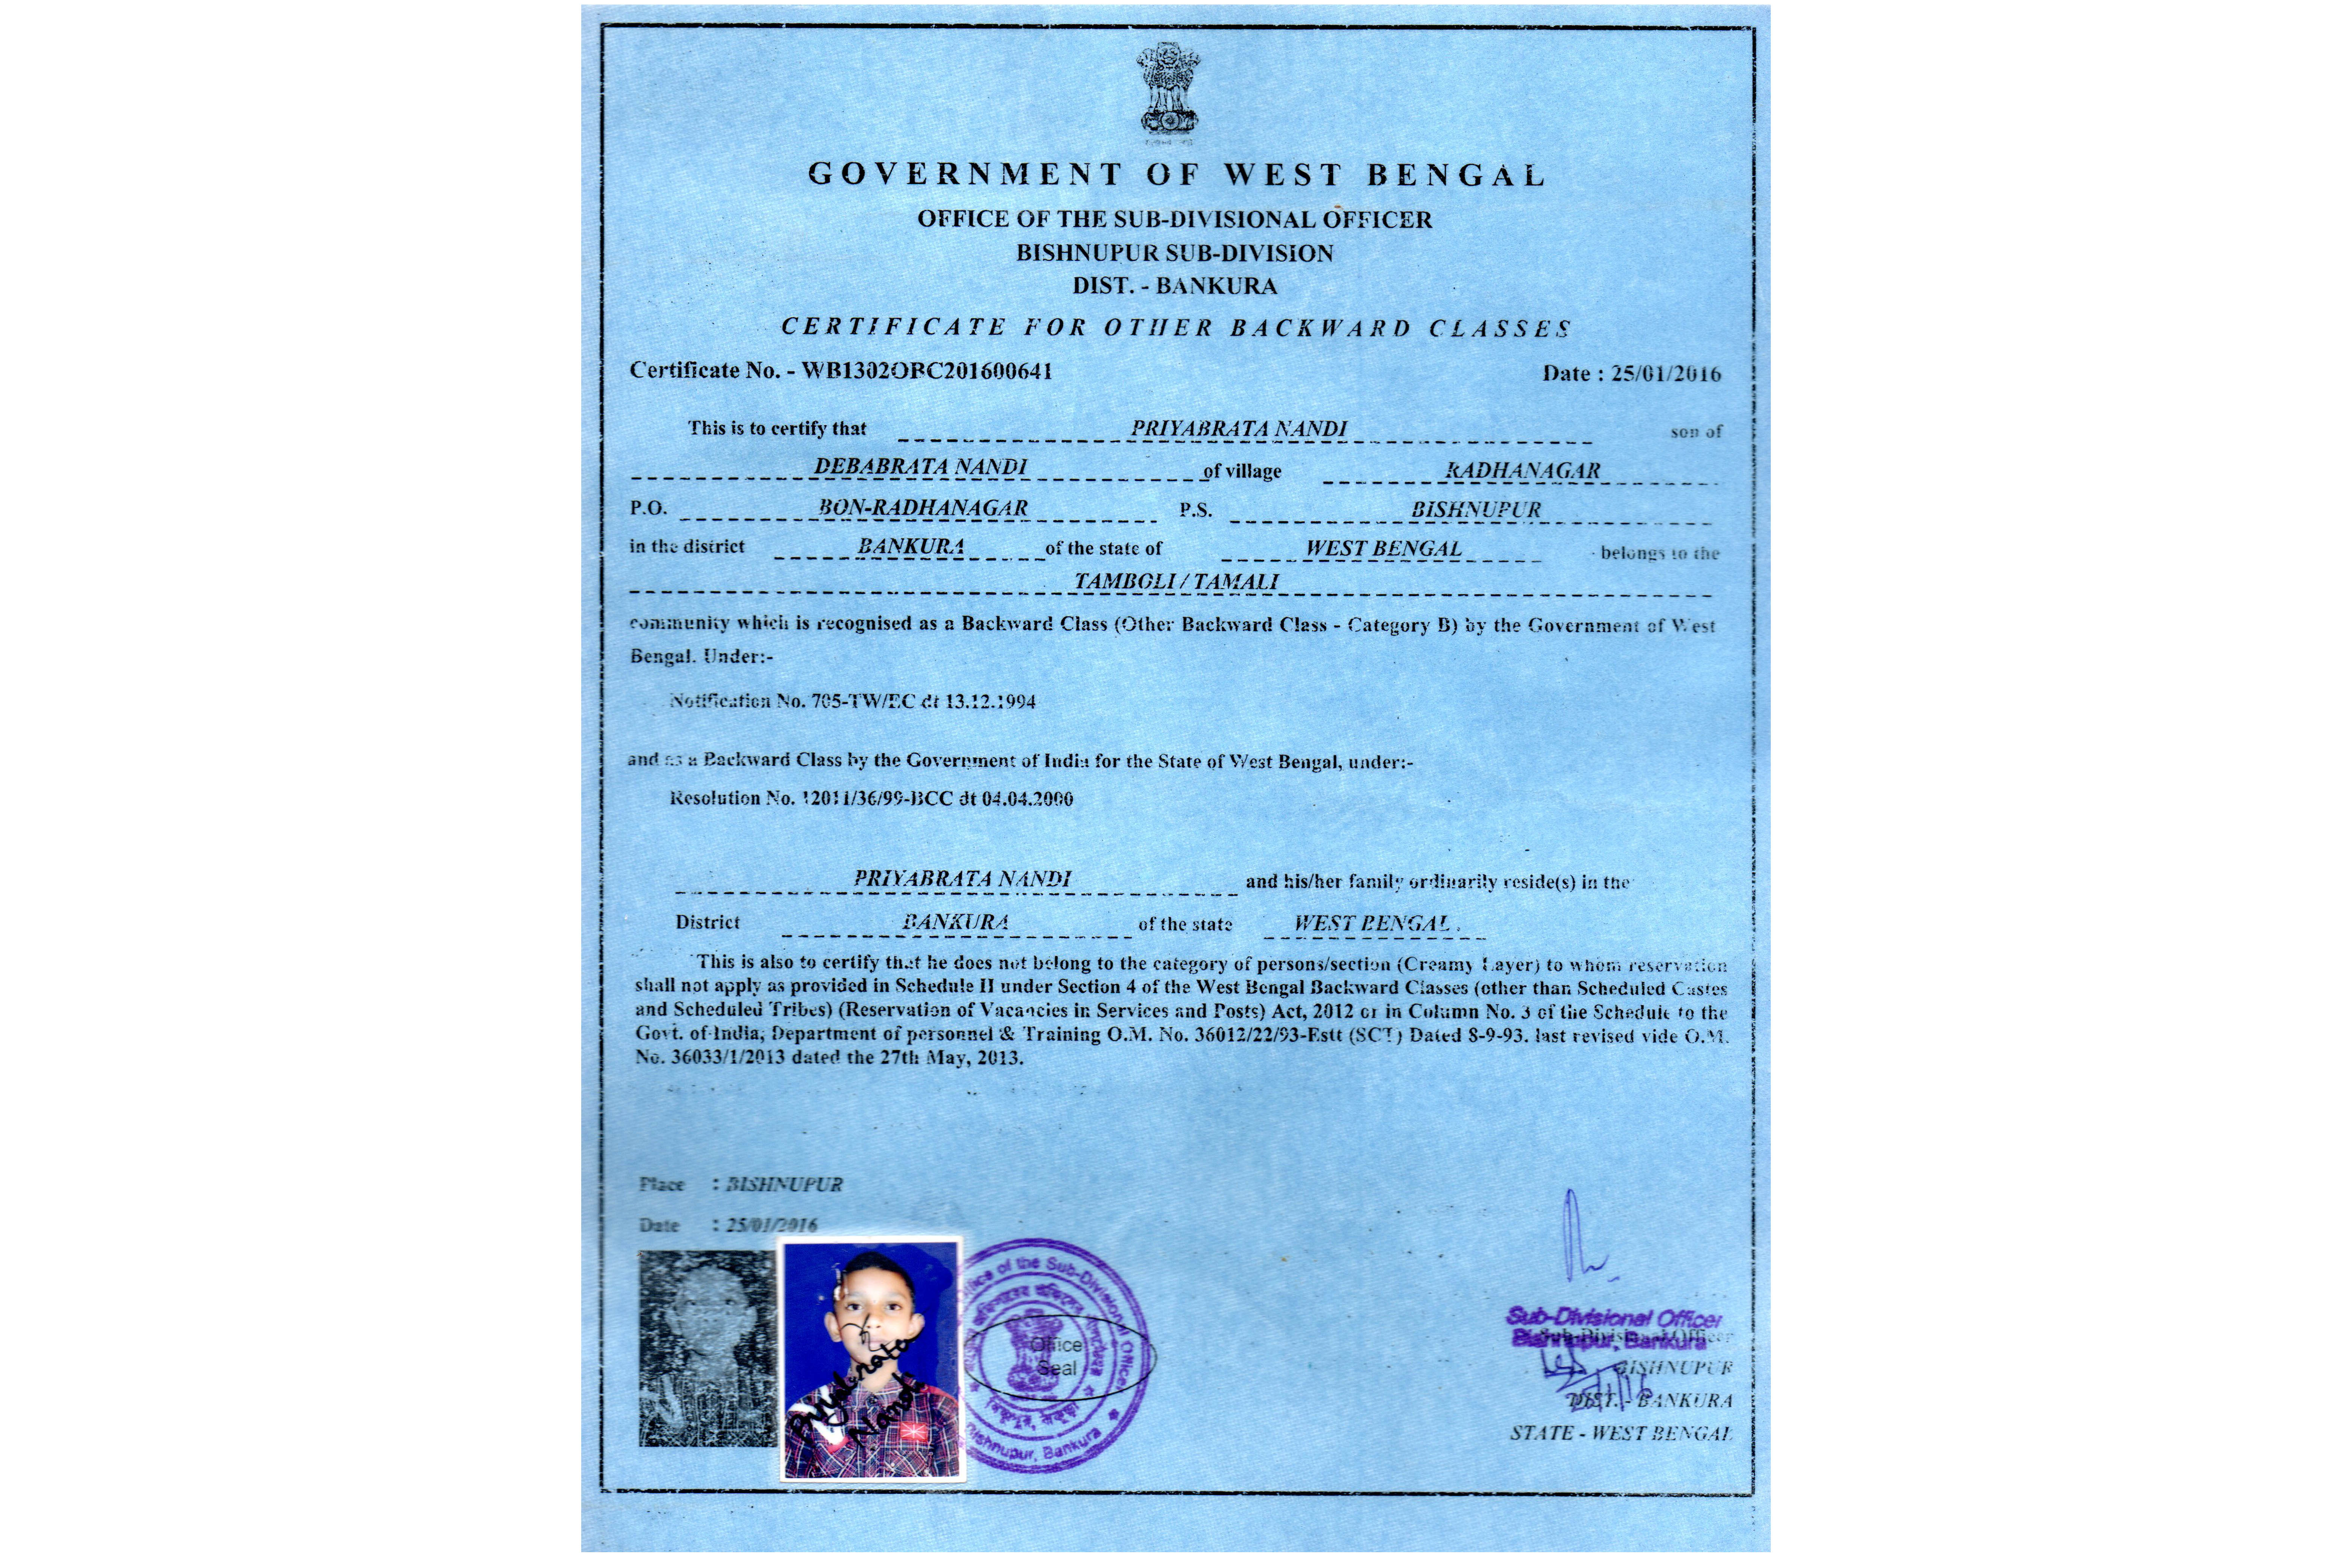 GOVERNMENT OF WEST BENGAL
OFFICE OF THE SUB-DIVISIONAL OFFICER
BISHNUPUR SUB-DIVISION
DIST. - BANKURA
CERTIFICATE FOR OTHER BACKWARD CLASSES
Certificate No. - WB1302OBC201600641 Date : 25/01/2016
This is to certify that PRIYABRATA NANDI son of
DEBABRATA NANDI of village RADHANAGAR
P.O. BON-RADHANAGAR P.S. BISHNUPUR
in the district BANKURA of the state of WEST BENGAL belongs to the
TAMBOLI / TAMALI
community which is recognised as a Backward Class (Other Backward Class - Category B) by the Government of West
Bengal. Under:-
Notification No. 705-TW/EC dt 13.12.1994
and as a Backward Class by the Government of India for the State of West Bengal, under:-
Resolution No. 12011/36/99-BCC dt 04.04.2000
PRIYABRATA NANDI and his/her family ordinarily reside(s) in the
District BANKURA of the state WEST BENGAL .
This is also to certify that he does not belong to the category of persons/section (Creamy Layer) to whom reservation
shall not apply as provided in Schedule II under Section 4 of the West Bengal Backward Classes (other than Scheduled Castes
and Scheduled Tribes) (Reservation of Vacancies in Services and Posts) Act, 2012 or in Column No. 3 of the Schedule to the
Govt. of India, Department of personnel & Training O.M. No. 36012/22/93-Estt (SCT) Dated 8-9-93. last revised vide O.M.
No. 36033/1/2013 dated the 27th May, 2013.
Place : BISHNUPUR
Date : 25/01/2016
Priyabrata
Nandi
Office of the Sub-Divisional Officer
বিষ্ণুপুর, বাঁকুড়া
Bishnupur, Bankura
Office
Seal
Sub-Divisional Officer
Bishnupur, Bankura
Sub-Divisional Officer
BISHNUPUR
DIST. - BANKURA
STATE - WEST BENGAL